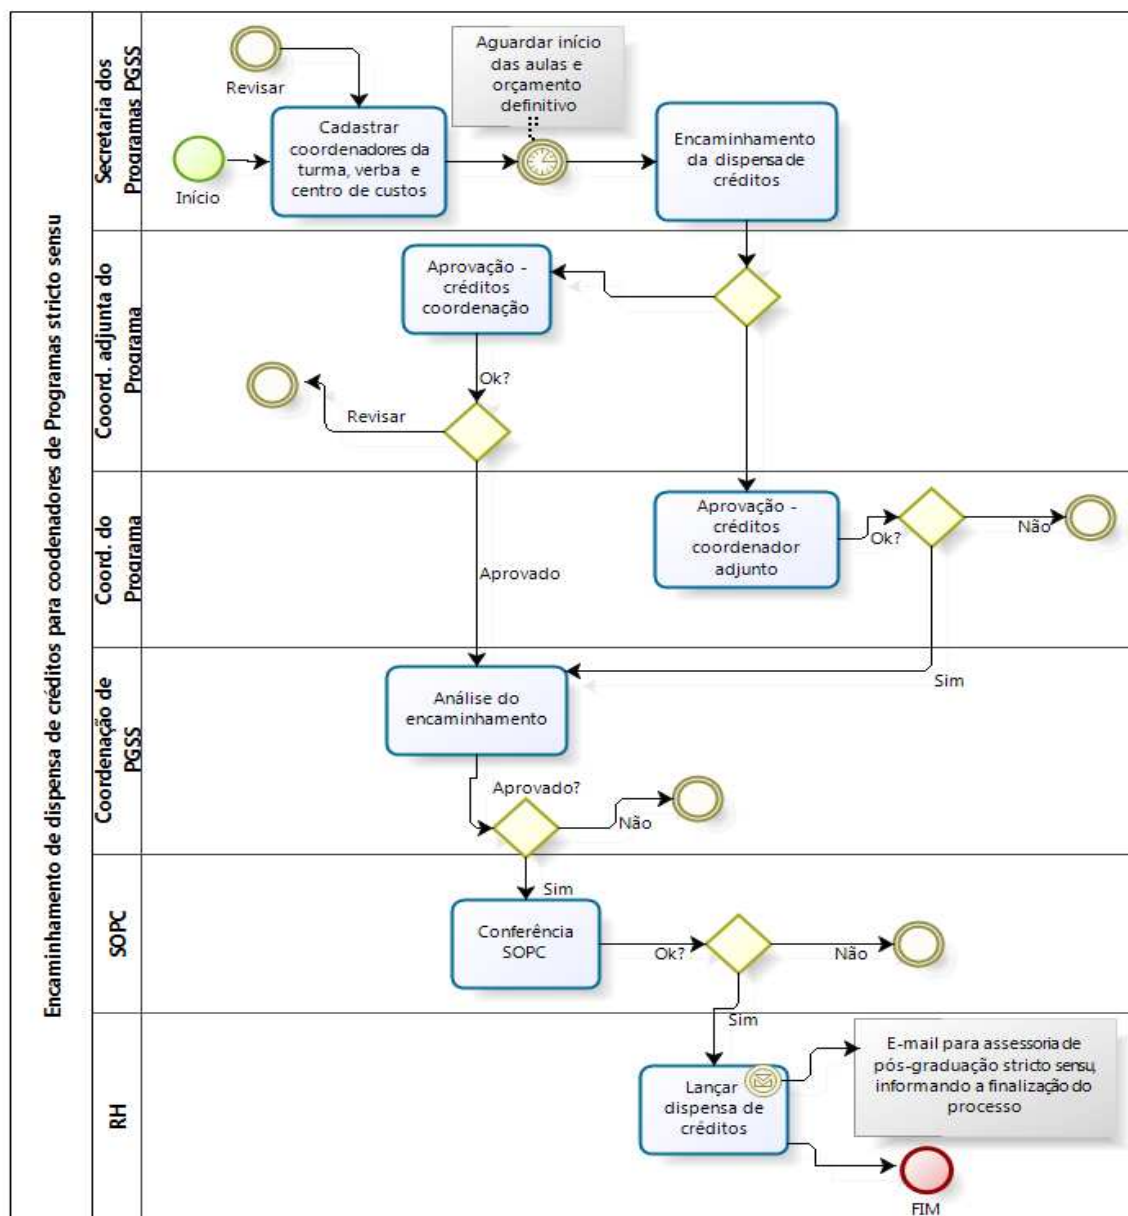 Encaminhamento de dispensa de créditos para coodenadores de Programas stricto sensu
Secretaria dos
Programas PGSS
Revisar
Início
Cadastrar
coordenadores da
turma, verba e
centro de custos
Aguardar início
das aulas e
orçamento
definitivo
Encaminhamento
da dispensa de
créditos
Cooord. adjunta do
Programa
Aprovação -
créditos
coordenação
Ok?
Revisar
Coord. do
Programa
Aprovado
Aprovação -
créditos
coordenador
adjunto
Ok?
Não
Sim
Coordenação de
PGSS
Análise do
encaminhamento
Aprovado?
Não
Sim
SOPC
Conferência
SOPC
Ok?
Não
Sim
RH
Lançar
dispensa de
créditos
E-mail para assessoria de
pós-graduação stricto sensu,
informando a finalização do
processo
FIM